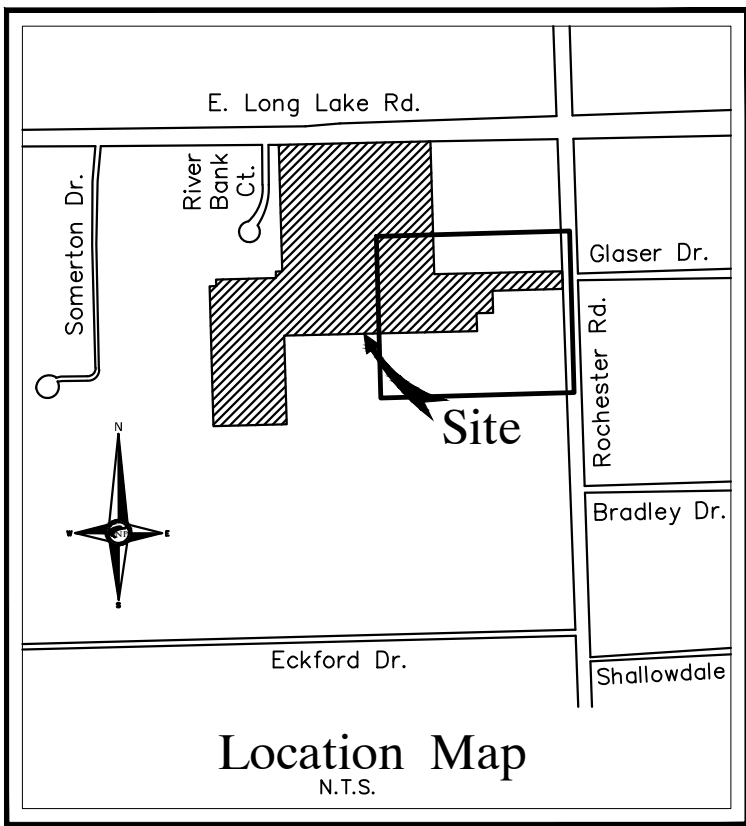 E. Long Lake Rd.
River
Bank
Ct.
Somerton Dr.
Glaser Dr.
Rochester Rd.
Site
N
W
E
S
Bradley Dr.
Eckford Dr.
Shallowdale
Location Map
N.T.S.